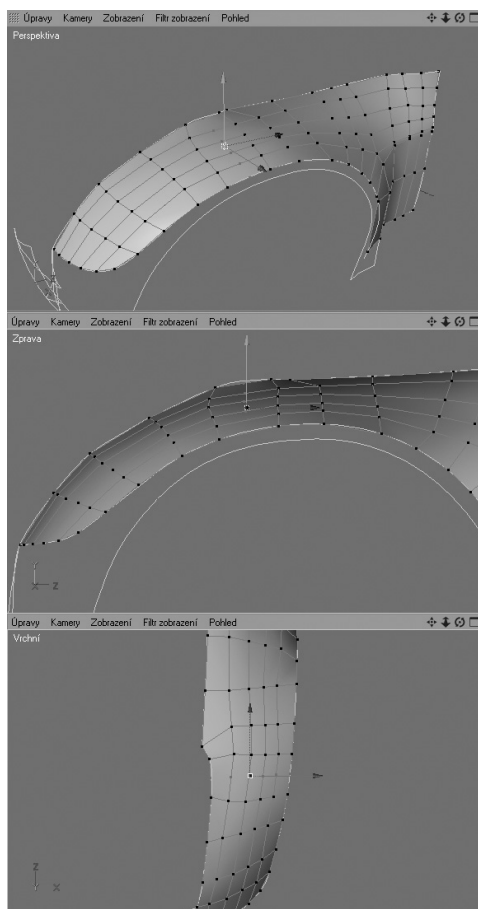 Úpravy Kamery Zobrazení Filtr zobrazení Pohled
Perspektiva
Úpravy Kamery Zobrazení Filtr zobrazení Pohled
Zprava
Y
X Z
Úpravy Kamery Zobrazení Filtr zobrazení Pohled
Vrchní
Z
X